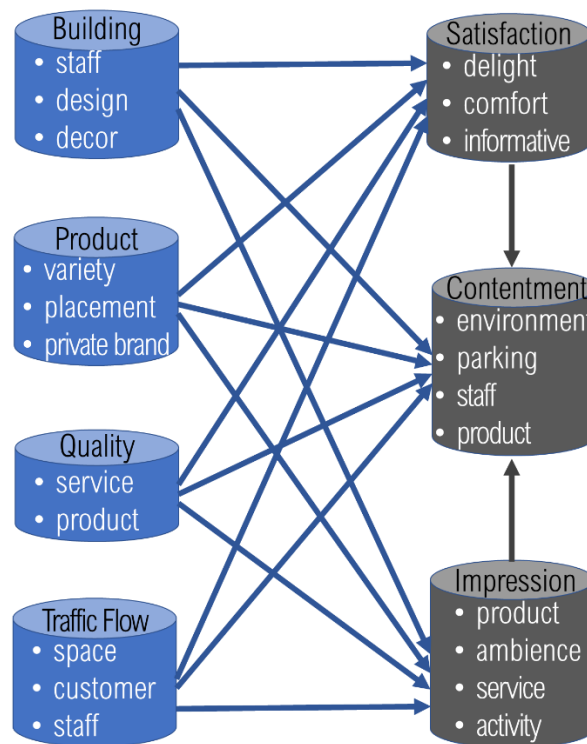 Building
• staff
• design
• decor
Product
• variety
• placement
• private brand
Quality
• service
• product
Traffic Flow
• space
• customer
• staff
Satisfaction
• delight
• comfort
• informative
Contentment
• environment
• parking
• staff
• product
Impression
• product
• ambience
• service
• activity